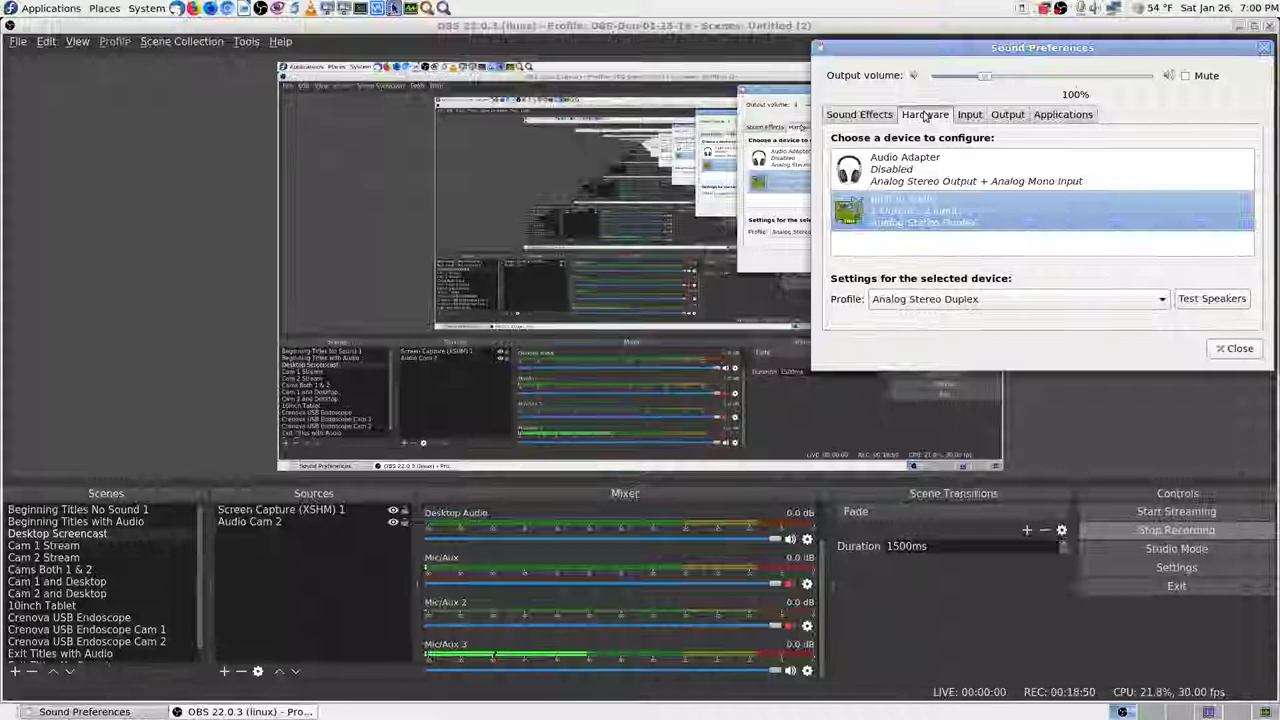 Applications Places System
54 °F Sat Jan 26, 7:00 PM
OBS 22.0.3 (linux) - Profile: OBS-Dun-01-23-19 - Scenes: Untitled (2)
File Edit View Profile Scene Collection Tools Help
Sound Preferences
Output volume:
Mute
100%
Sound Effects Hardware Input Output Applications
Choose a device to configure:
Audio Adapter
Disabled
Analog Stereo Output + Analog Mono Input
Analog Stereo Duplex
Settings for the selected device:
Profile: Analog Stereo Duplex Test Speakers
Close
Scenes
Beginning Titles No Sound 1
Beginning Titles with Audio
Desktop Screencast
Cam 1 Stream
Cam 2 Stream
Cams Both 1 & 2
Cam 1 and Desktop
Cam 2 and Desktop
10inch Tablet
Crenova USB Endoscope
Crenova USB Endoscope Cam 1
Crenova USB Endoscope Cam 2
Exit Titles with Audio
Sources
Screen Capture (XSHM) 1
Audio Cam 2
Mixer
Desktop Audio 0.0 dB
Mic/Aux 0.0 dB
Mic/Aux 2 0.0 dB
Mic/Aux 3 0.0 dB
Scene Transitions
Fade
Duration 1500ms
Controls
Start Streaming
Stop Recording
Studio Mode
Settings
Exit
LIVE: 00:00:00 REC: 00:18:50 CPU: 21.8%, 30.00 fps
Sound Preferences OBS 22.0.3 (linux) - Pro...